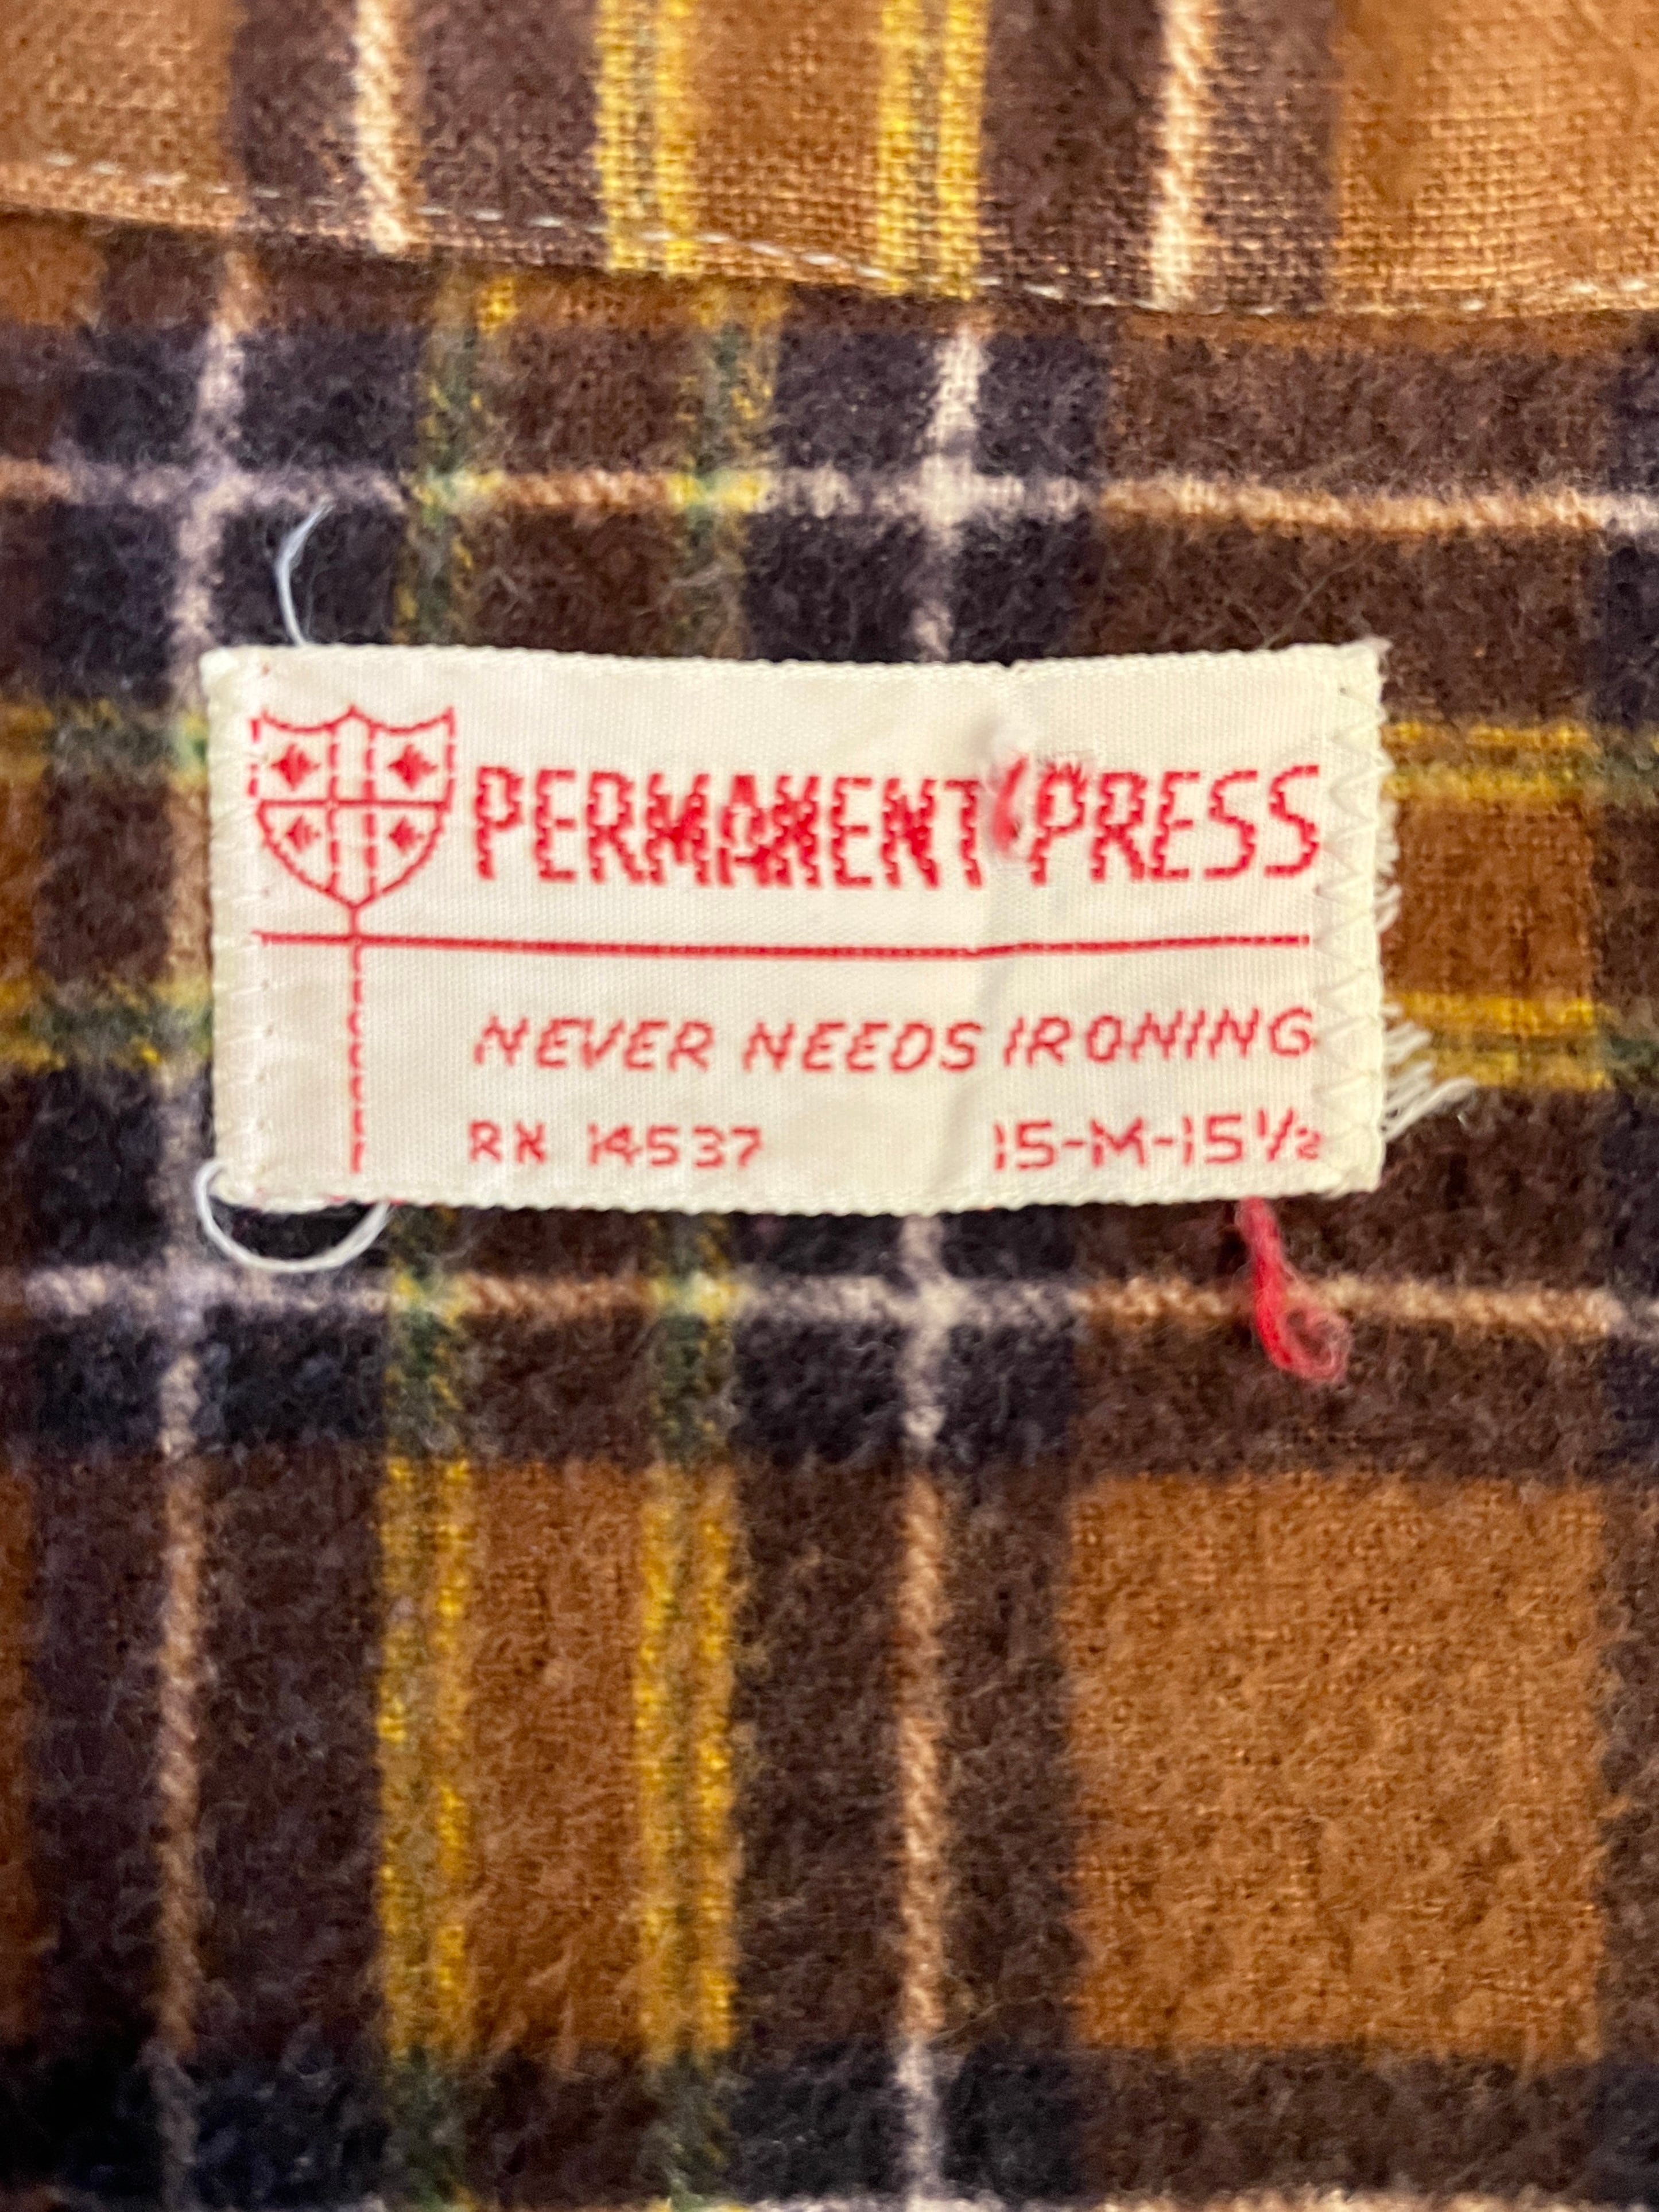 PERMANENT PRESS
NEVER NEEDS IRONING
RN 14537 15-M-15½